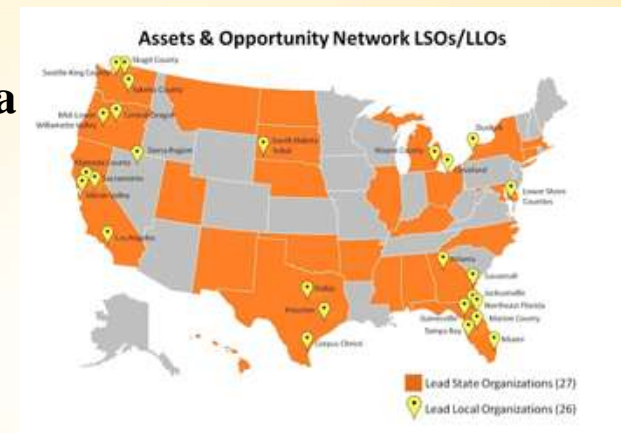 Assets & Opportunity Network LSOs/LLOs
a
Skagit County
Seattle-King County
Yakima County
Mid-Lower
Willamette Valley
Central Oregon
Sierra Region
South Dakota
Alameda County
Sacramento
Silicon Valley
Los Angeles
Wayne County
Dunkirk
Cleveland
Lower Shore
Counties
Atlanta
Savannah
Dallas
Houston
Corpus Christi
Jacksonville
Northeast Florida
Gainesville
Marion County
Tampa Bay
Miami
Lead State Organizations (27)
Lead Local Organizations (26)